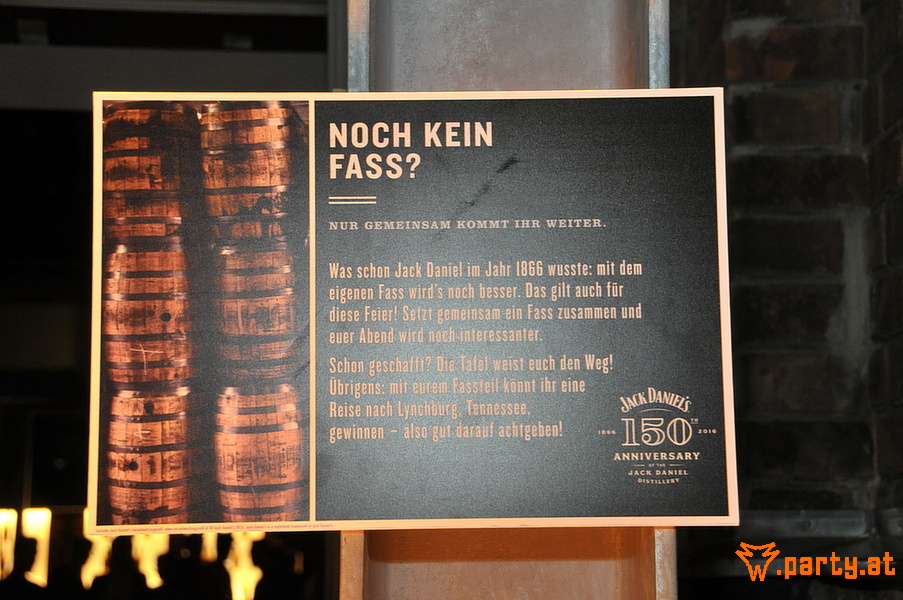 NOCH KEIN
FASS?
NUR GEMEINSAM KOMMT IHR WEITER.
Was schon Jack Daniel im Jahr 1866 wusste: mit dem
eigenen Fass wird's noch besser. Das gilt auch für
diese Feier! Setzt gemeinsam ein Fass zusammen und
euer Abend wird noch interessanter.
Schon geschafft? Die Tafel weist euch den Weg!
Übrigens: mit eurem Fassteil könnt ihr eine
Reise nach Lynchburg, Tennessee,
gewinnen – also gut darauf achtgeben!
JACK DANIEL'S
1866 150TH 2016
ANNIVERSARY
OF THE
JACK DANIEL
DISTILLERY
.party.at